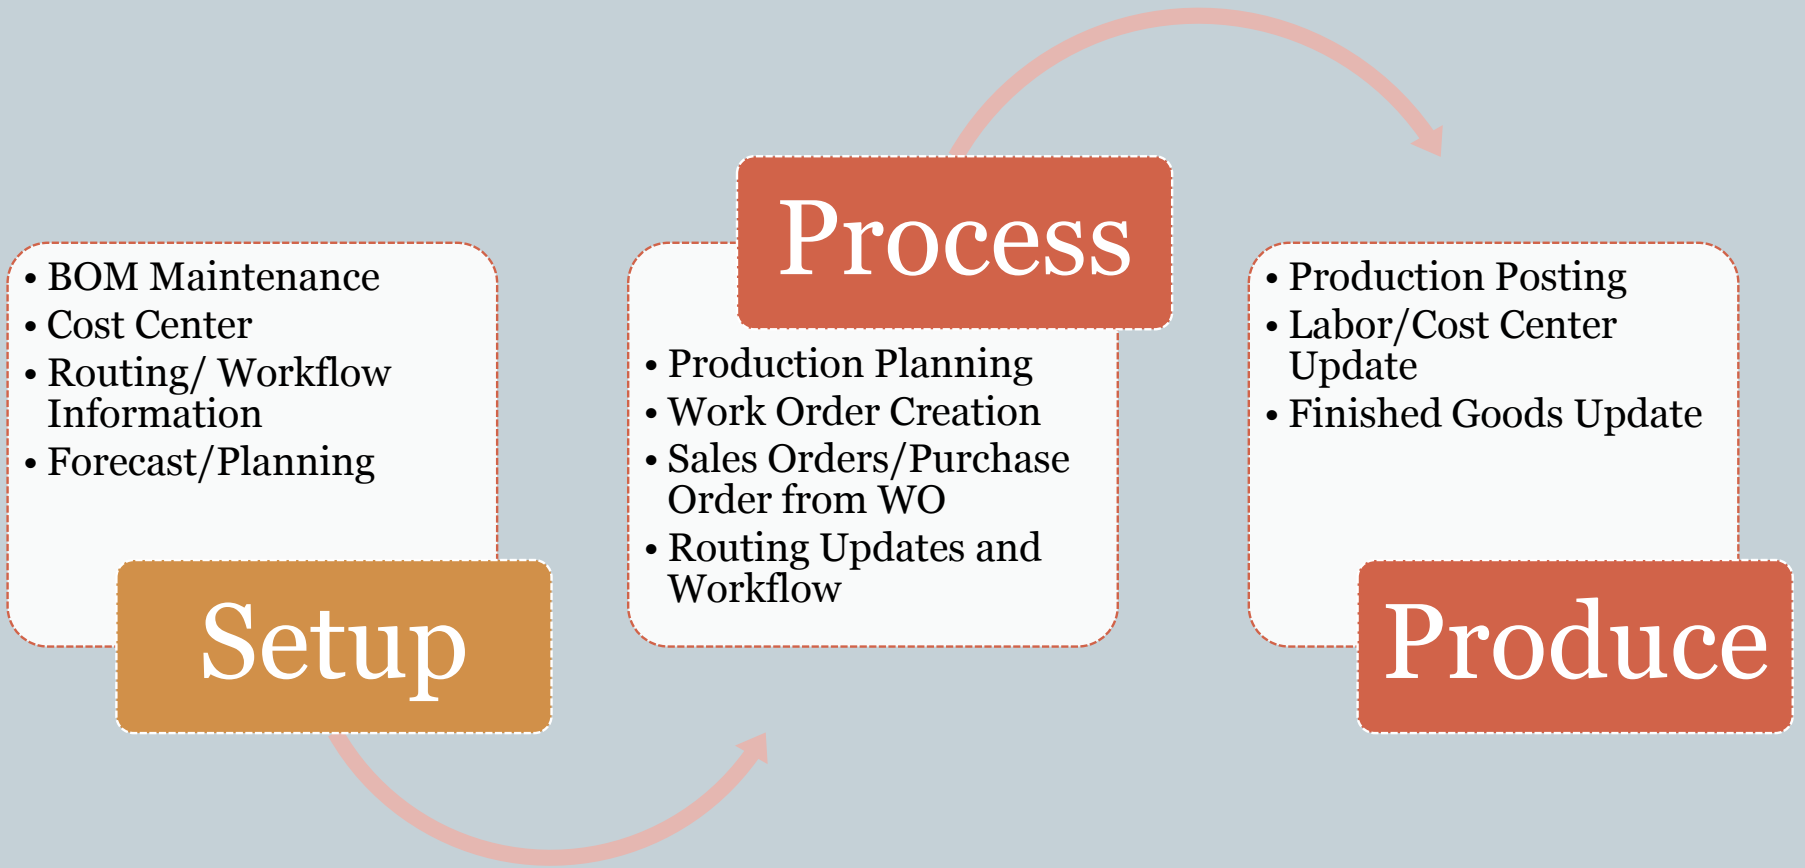 • BOM Maintenance
• Cost Center
• Routing/ Workflow
Information
• Forecast/Planning
Setup
Process
• Production Planning
• Work Order Creation
• Sales Orders/Purchase
Order from WO
• Routing Updates and
Workflow
• Production Posting
• Labor/Cost Center
Update
• Finished Goods Update
Produce